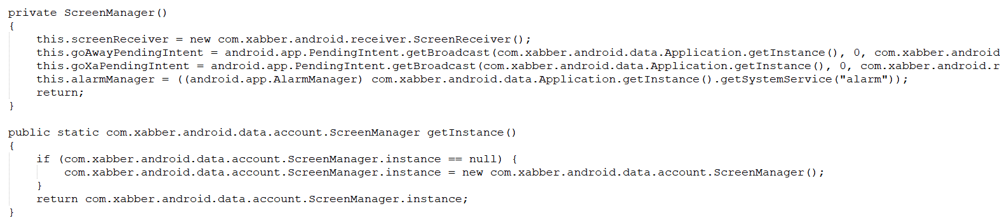 private ScreenManager()
{
    this.screenReceiver = new com.xabber.android.receiver.ScreenReceiver();
    this.goAwayPendingIntent = android.app.PendingIntent.getBroadcast(com.xabber.android.data.Application.getInstance(), 0, com.xabber.android
    this.goXaPendingIntent = android.app.PendingIntent.getBroadcast(com.xabber.android.data.Application.getInstance(), 0, com.xabber.android.r
    this.alarmManager = ((android.app.AlarmManager) com.xabber.android.data.Application.getInstance().getSystemService("alarm"));
    return;
}

public static com.xabber.android.data.account.ScreenManager getInstance()
{
    if (com.xabber.android.data.account.ScreenManager.instance == null) {
        com.xabber.android.data.account.ScreenManager.instance = new com.xabber.android.data.account.ScreenManager();
    }
    return com.xabber.android.data.account.ScreenManager.instance;
}